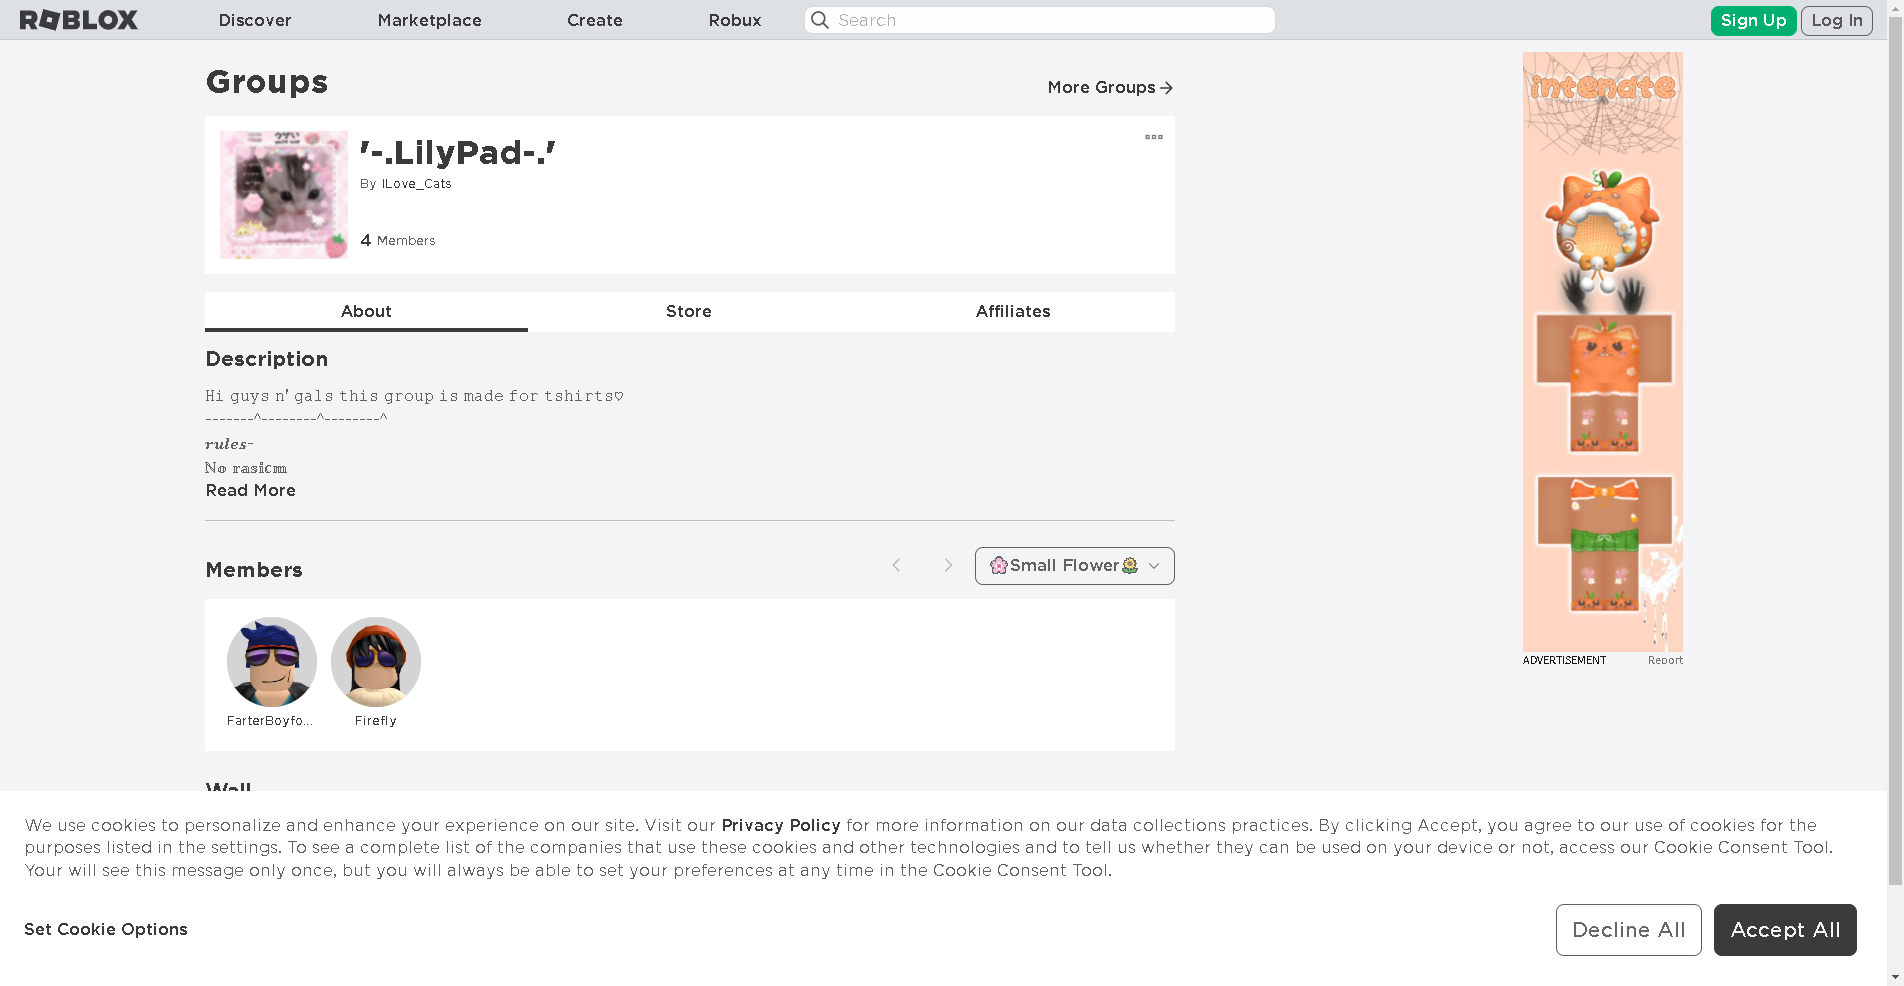 ROBLOX
Discover
Marketplace
Create
Robux
Search
Sign Up
Log In
Groups
More Groups
'-.LilyPad-.'
By ILove_Cats
4 Members
About
Store
Affiliates
Description
Hi guys n' gals this group is made for tshirts♡
-------^--------^--------^
rules-
No rasicm
Read More
Members
🌸Small Flower🌻
FarterBoyfo...
Firefly
Wall
intenate
ADVERTISEMENT
Report
We use cookies to personalize and enhance your experience on our site. Visit our Privacy Policy for more information on our data collections practices. By clicking Accept, you agree to our use of cookies for the
purposes listed in the settings. To see a complete list of the companies that use these cookies and other technologies and to tell us whether they can be used on your device or not, access our Cookie Consent Tool.
Your will see this message only once, but you will always be able to set your preferences at any time in the Cookie Consent Tool.
Set Cookie Options
Decline All
Accept All